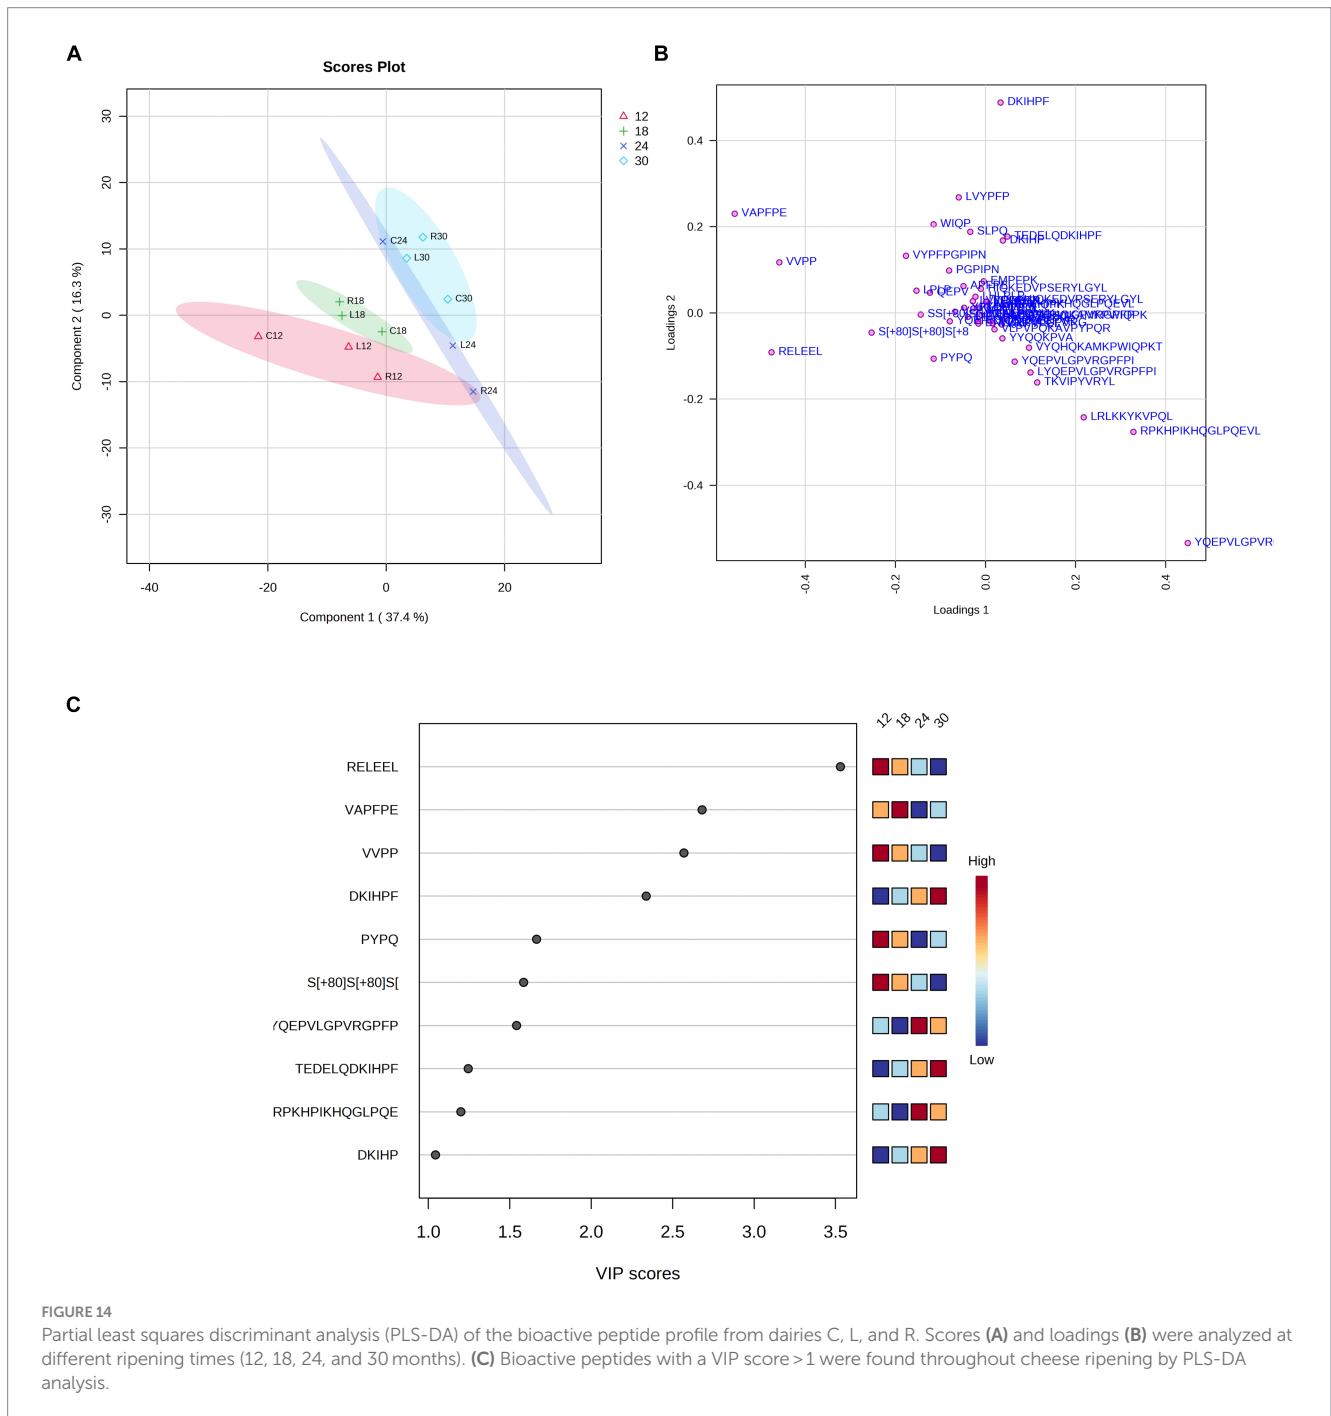 A
Scores Plot
Component 2 ( 16.3 %)
30
20
10
0
-10
-20
-30
-40
-20
0
20
Component 1 ( 37.4 %)
12
18
24
30
C24
R30
L30
C30
R18
L18
C18
C12
L12
R12
L24
R24
B
Loadings 2
0.4
0.2
0.0
-0.2
-0.4
-0.4
-0.2
0.0
0.2
0.4
Loadings 1
DKIHPF
LVYPFP
VAPFPE
WIQP
SLPQ
TEDELQDKIHPF
DKIHP
VYPFPGPIPN
VVPP
PGPIPN
EMPFPK
LPLP
QEPV
S[+80]S[+80]S[+8
VLPVPQKAVPYPQR
YYQQKPVA
VYQHQKAMKPWIQPKT
RELEEL
PYPQ
YQEPVLGPVRGPFPI
LYQEPVLGPVRGPFPI
TKVIPYVRYL
LRLKKYKVPQL
RPKHPIKHQGLPQEVL
YQEPVLGPVR
C
12 18 24 30
RELEEL
VAPFPE
VVPP
DKIHPF
PYPQ
S[+80]S[+80]S[
YQEPVLGPVRGPFP
TEDELQDKIHPF
RPKHPIKHQGLPQE
DKIHP
1.0 1.5 2.0 2.5 3.0 3.5
VIP scores
High
Low
FIGURE 14
Partial least squares discriminant analysis (PLS-DA) of the bioactive peptide profile from dairies C, L, and R. Scores (A) and loadings (B) were analyzed at
different ripening times (12, 18, 24, and 30 months). (C) Bioactive peptides with a VIP score > 1 were found throughout cheese ripening by PLS-DA
analysis.